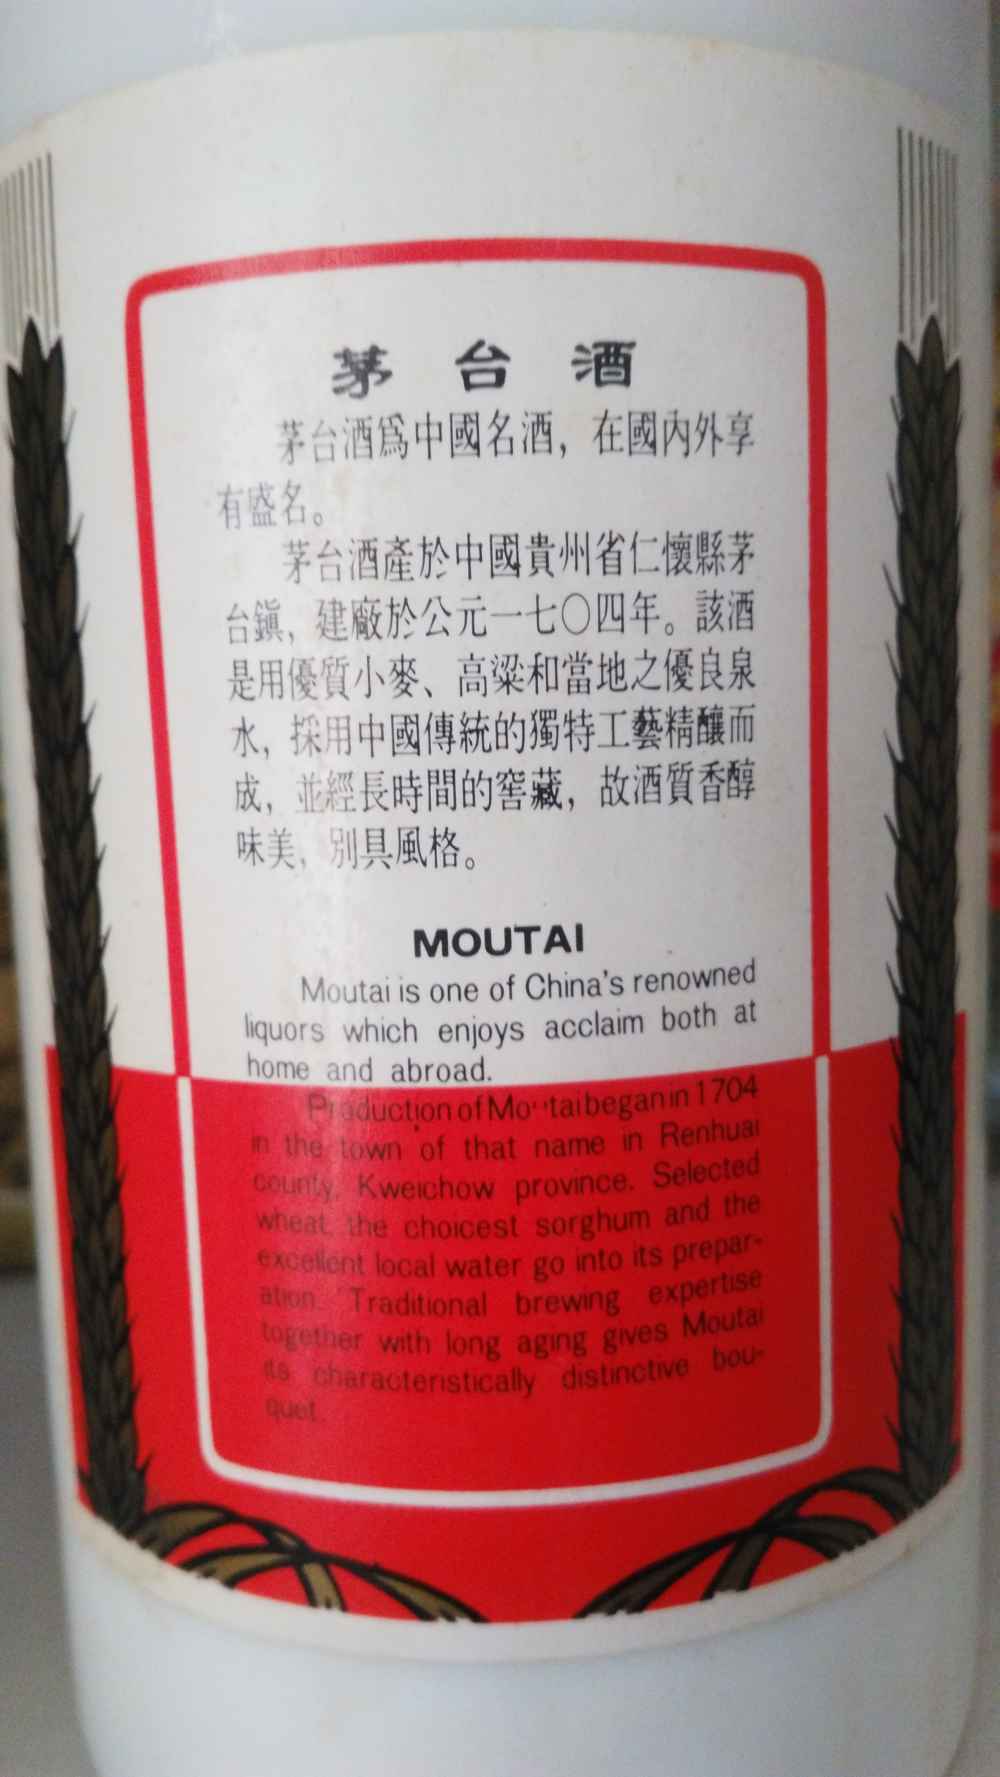 茅台酒
茅台酒爲中國名酒，在國內外享
有盛名。
茅台酒產於中國貴州省仁懷縣茅
台鎮，建廠於公元一七〇四年。該酒
是用優質小麥、高粱和當地之優良泉
水，採用中國傳統的獨特工藝精釀而
成，並經長時間的窖藏，故酒質香醇
味美，別具風格。
MOUTAI
Moutai is one of China's renowned
liquors which enjoys acclaim both at
home and abroad.
Production of Moutai began in 1704
in the town of that name in Renhuai
county, Kweichow province. Selected
wheat, the choicest sorghum and the
excellent local water go into its prepar-
ation. Traditional brewing expertise
together with long aging gives Moutai
its characteristically distinctive bou-
quet.